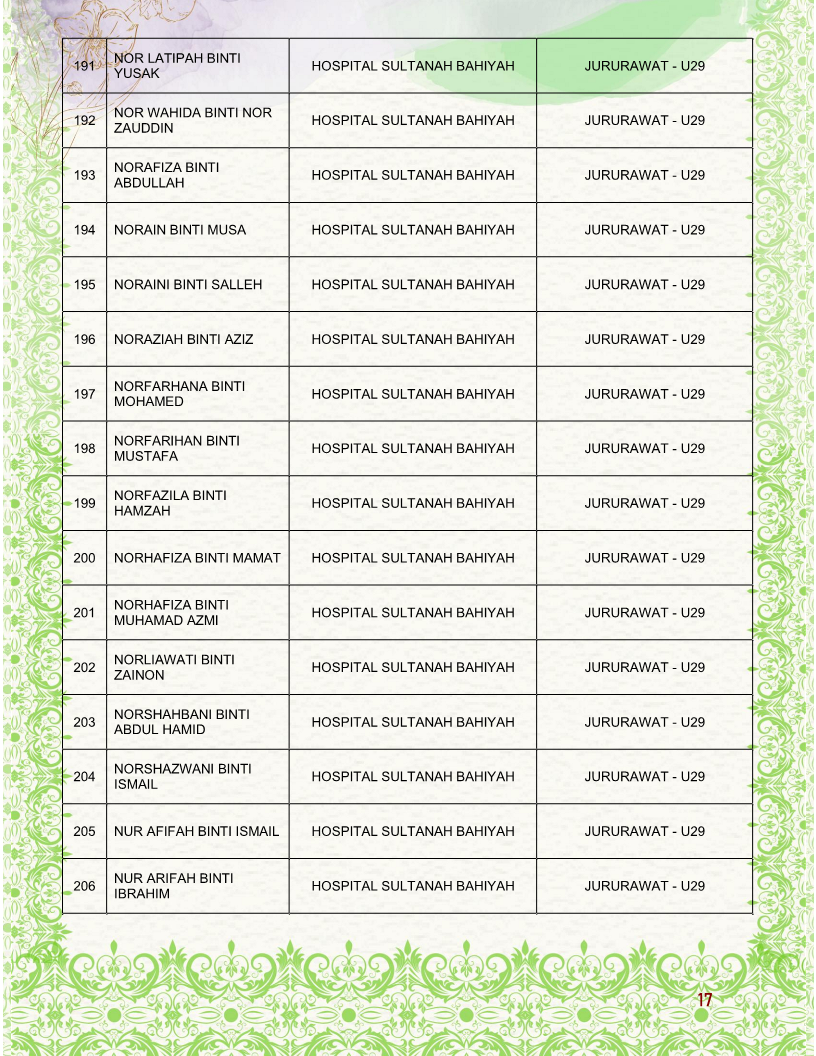 191 NOR LATIPAH BINTI YUSAK HOSPITAL SULTANAH BAHIYAH JURURAWAT - U29
192 NOR WAHIDA BINTI NOR ZAUDDIN HOSPITAL SULTANAH BAHIYAH JURURAWAT - U29
193 NORAFIZA BINTI ABDULLAH HOSPITAL SULTANAH BAHIYAH JURURAWAT - U29
194 NORAIN BINTI MUSA HOSPITAL SULTANAH BAHIYAH JURURAWAT - U29
195 NORAINI BINTI SALLEH HOSPITAL SULTANAH BAHIYAH JURURAWAT - U29
196 NORAZIAH BINTI AZIZ HOSPITAL SULTANAH BAHIYAH JURURAWAT - U29
197 NORFARHANA BINTI MOHAMED HOSPITAL SULTANAH BAHIYAH JURURAWAT - U29
198 NORFARIHAN BINTI MUSTAFA HOSPITAL SULTANAH BAHIYAH JURURAWAT - U29
199 NORFAZILA BINTI HAMZAH HOSPITAL SULTANAH BAHIYAH JURURAWAT - U29
200 NORHAFIZA BINTI MAMAT HOSPITAL SULTANAH BAHIYAH JURURAWAT - U29
201 NORHAFIZA BINTI MUHAMAD AZMI HOSPITAL SULTANAH BAHIYAH JURURAWAT - U29
202 NORLIAWATI BINTI ZAINON HOSPITAL SULTANAH BAHIYAH JURURAWAT - U29
203 NORSHAHBANI BINTI ABDUL HAMID HOSPITAL SULTANAH BAHIYAH JURURAWAT - U29
204 NORSHAZWANI BINTI ISMAIL HOSPITAL SULTANAH BAHIYAH JURURAWAT - U29
205 NUR AFIFAH BINTI ISMAIL HOSPITAL SULTANAH BAHIYAH JURURAWAT - U29
206 NUR ARIFAH BINTI IBRAHIM HOSPITAL SULTANAH BAHIYAH JURURAWAT - U29
17